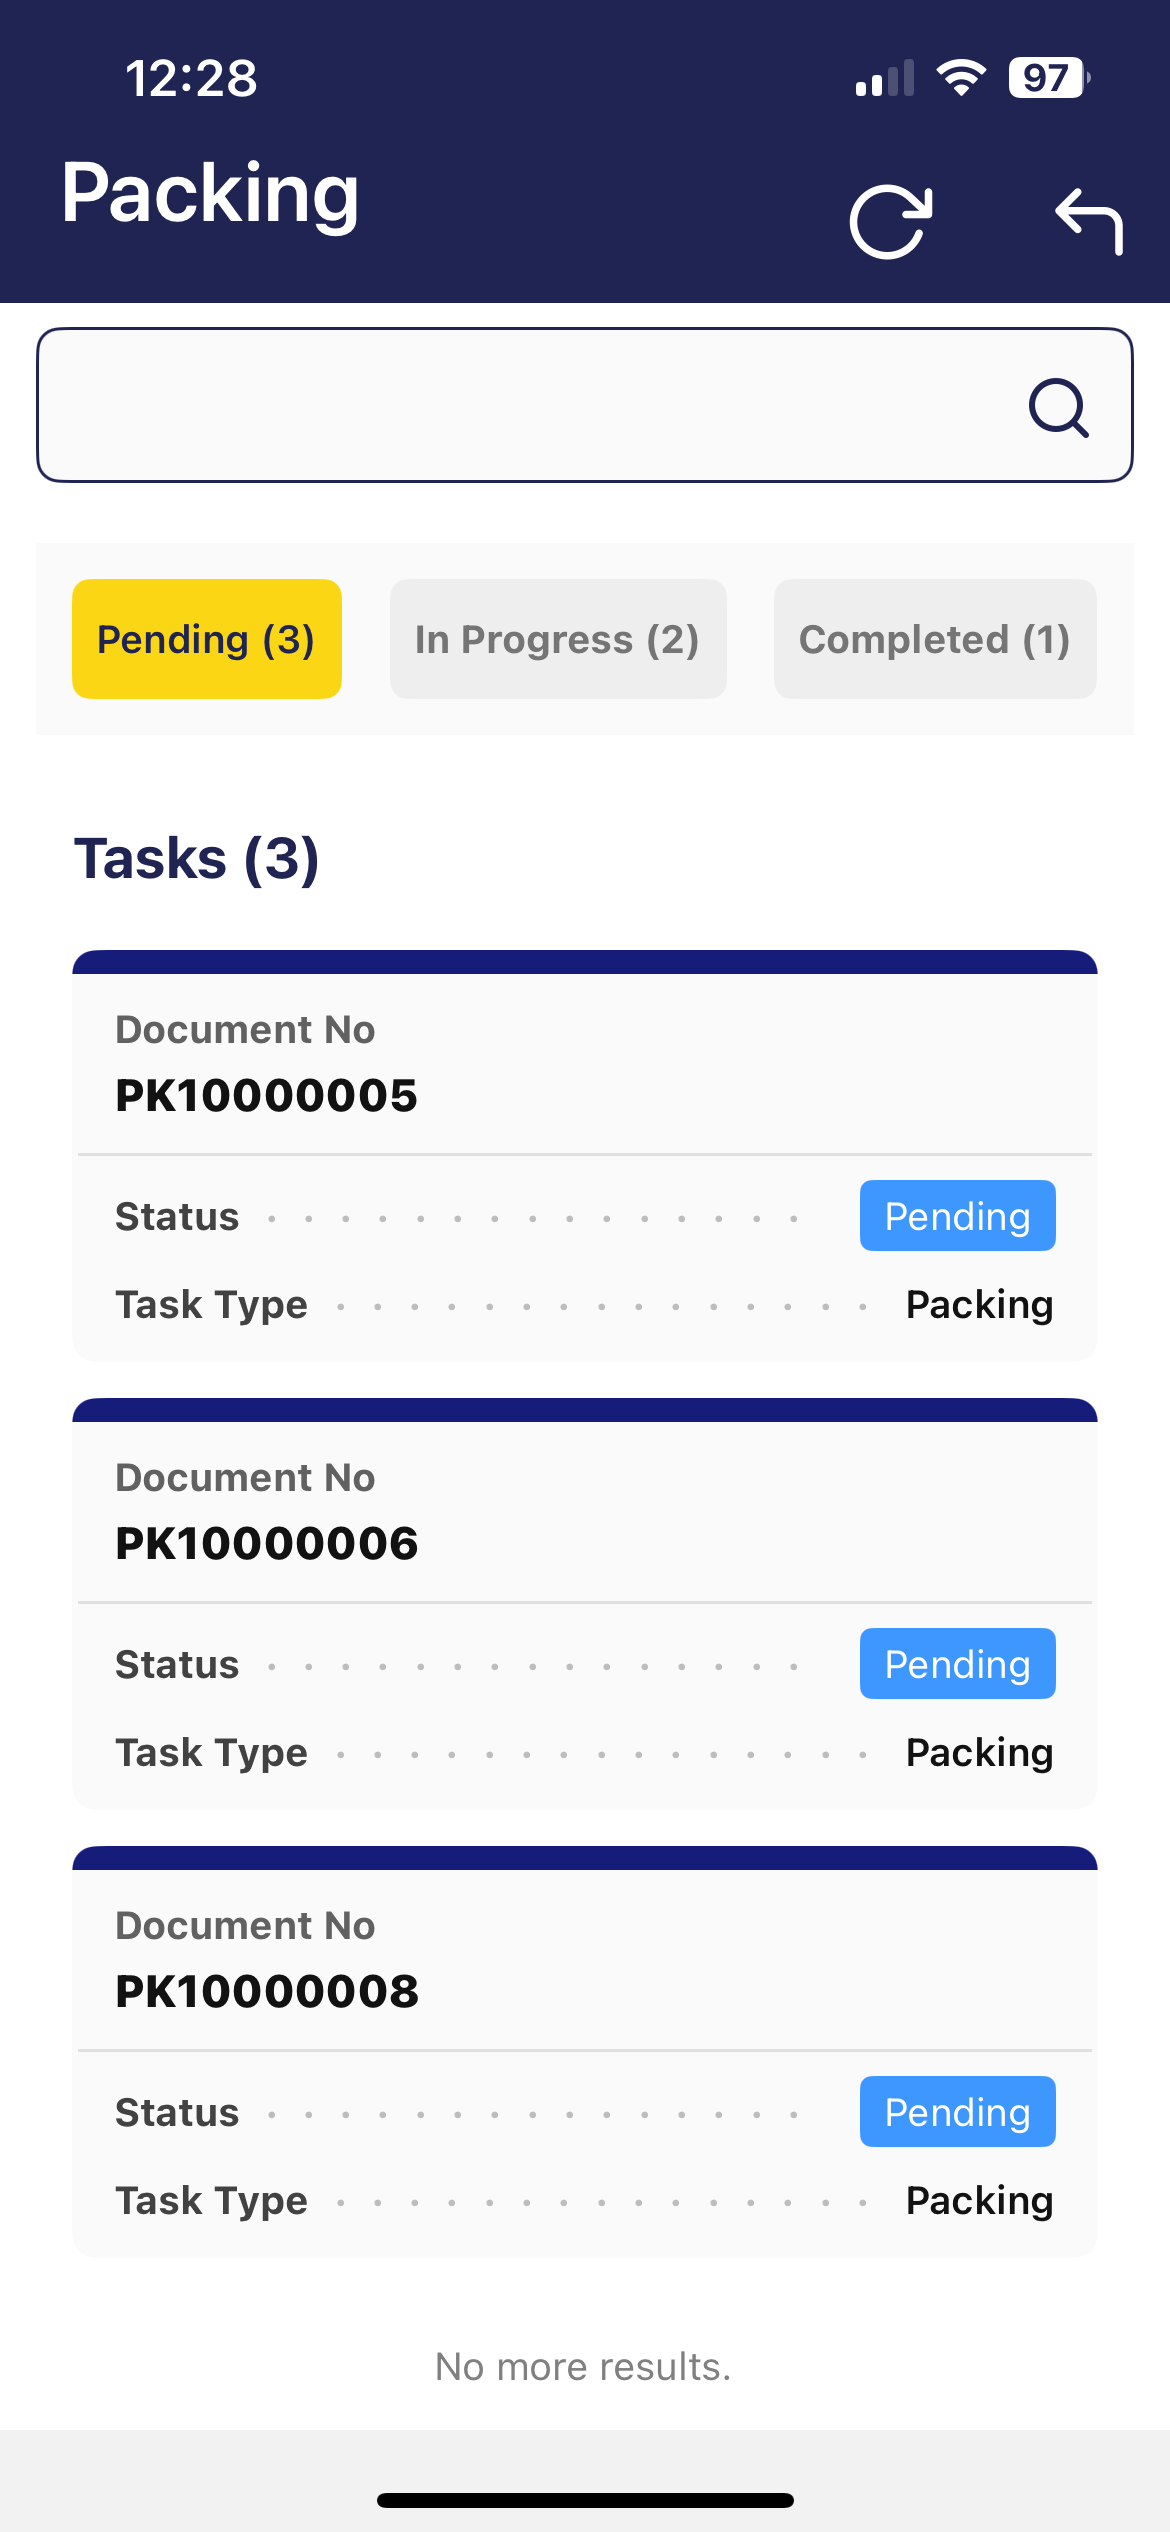 12:28
97
Packing
Pending (3)
In Progress (2)
Completed (1)
Tasks (3)
Document No
PK10000005
Status
Pending
Task Type
Packing
Document No
PK10000006
Status
Pending
Task Type
Packing
Document No
PK10000008
Status
Pending
Task Type
Packing
No more results.